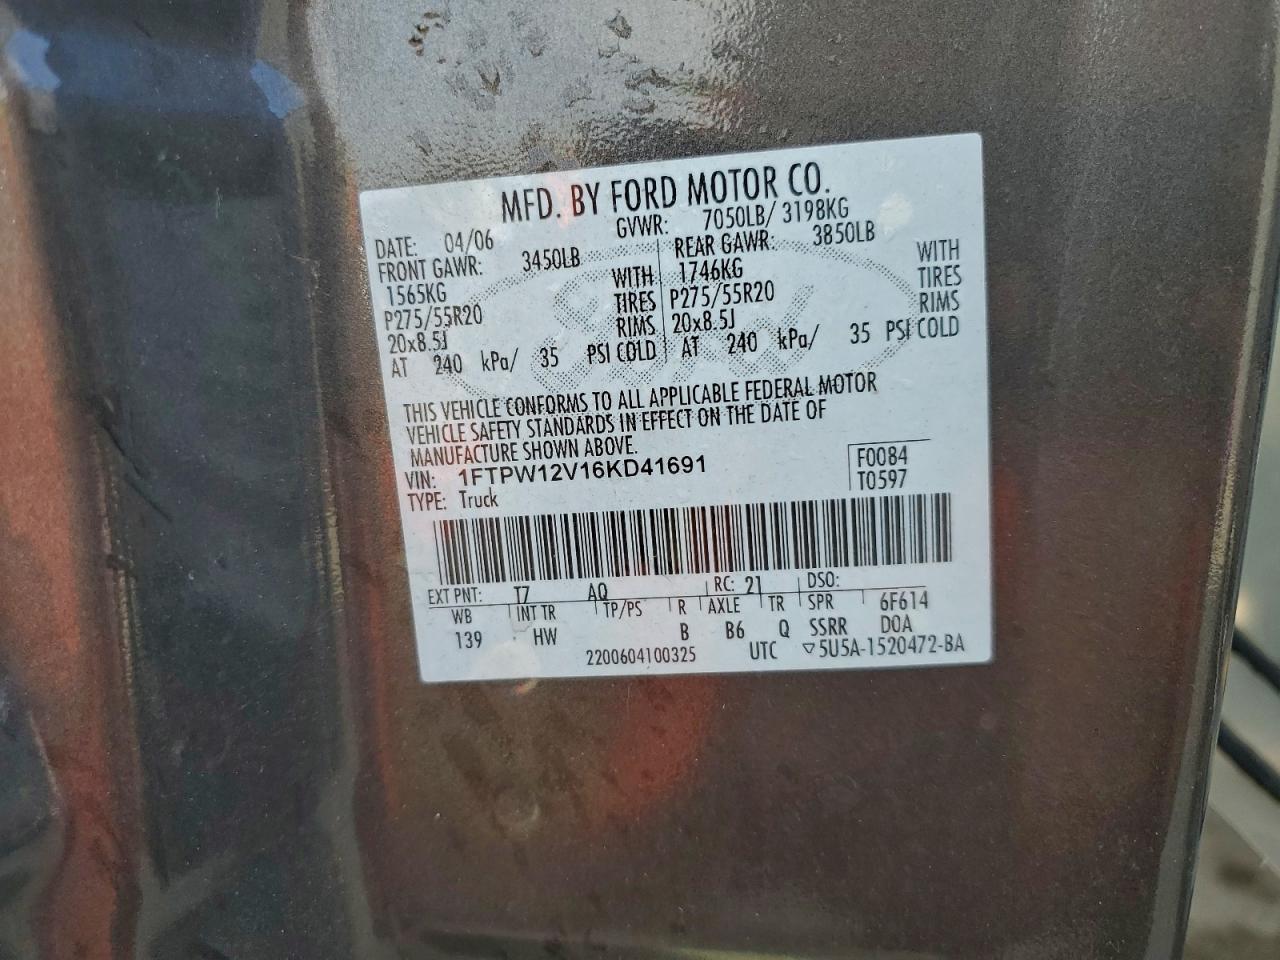 MFD. BY FORD MOTOR CO.
DATE: 04/06 GVWR: 7050LB/ 3198KG
FRONT GAWR: 3450LB REAR GAWR: 3850LB
1565KG WITH 1746KG WITH
P275/55R20 TIRES P275/55R20 TIRES
20x8.5J RIMS 20x8.5J RIMS
AT 240 kPa/ 35 PSI COLD AT 240 kPa/ 35 PSI COLD
THIS VEHICLE CONFORMS TO ALL APPLICABLE FEDERAL MOTOR
VEHICLE SAFETY STANDARDS IN EFFECT ON THE DATE OF
MANUFACTURE SHOWN ABOVE.
VIN: 1FTPW12V16KD41691 F0084
TYPE: Truck T0597
EXT PNT: T7 AQ RC: 21 DSO:
WB INT TR TP/PS R AXLE TR SPR 6F614
139 HW B B6 Q SSRR DOA
2200604100325 UTC ▽5U5A-1520472-BA